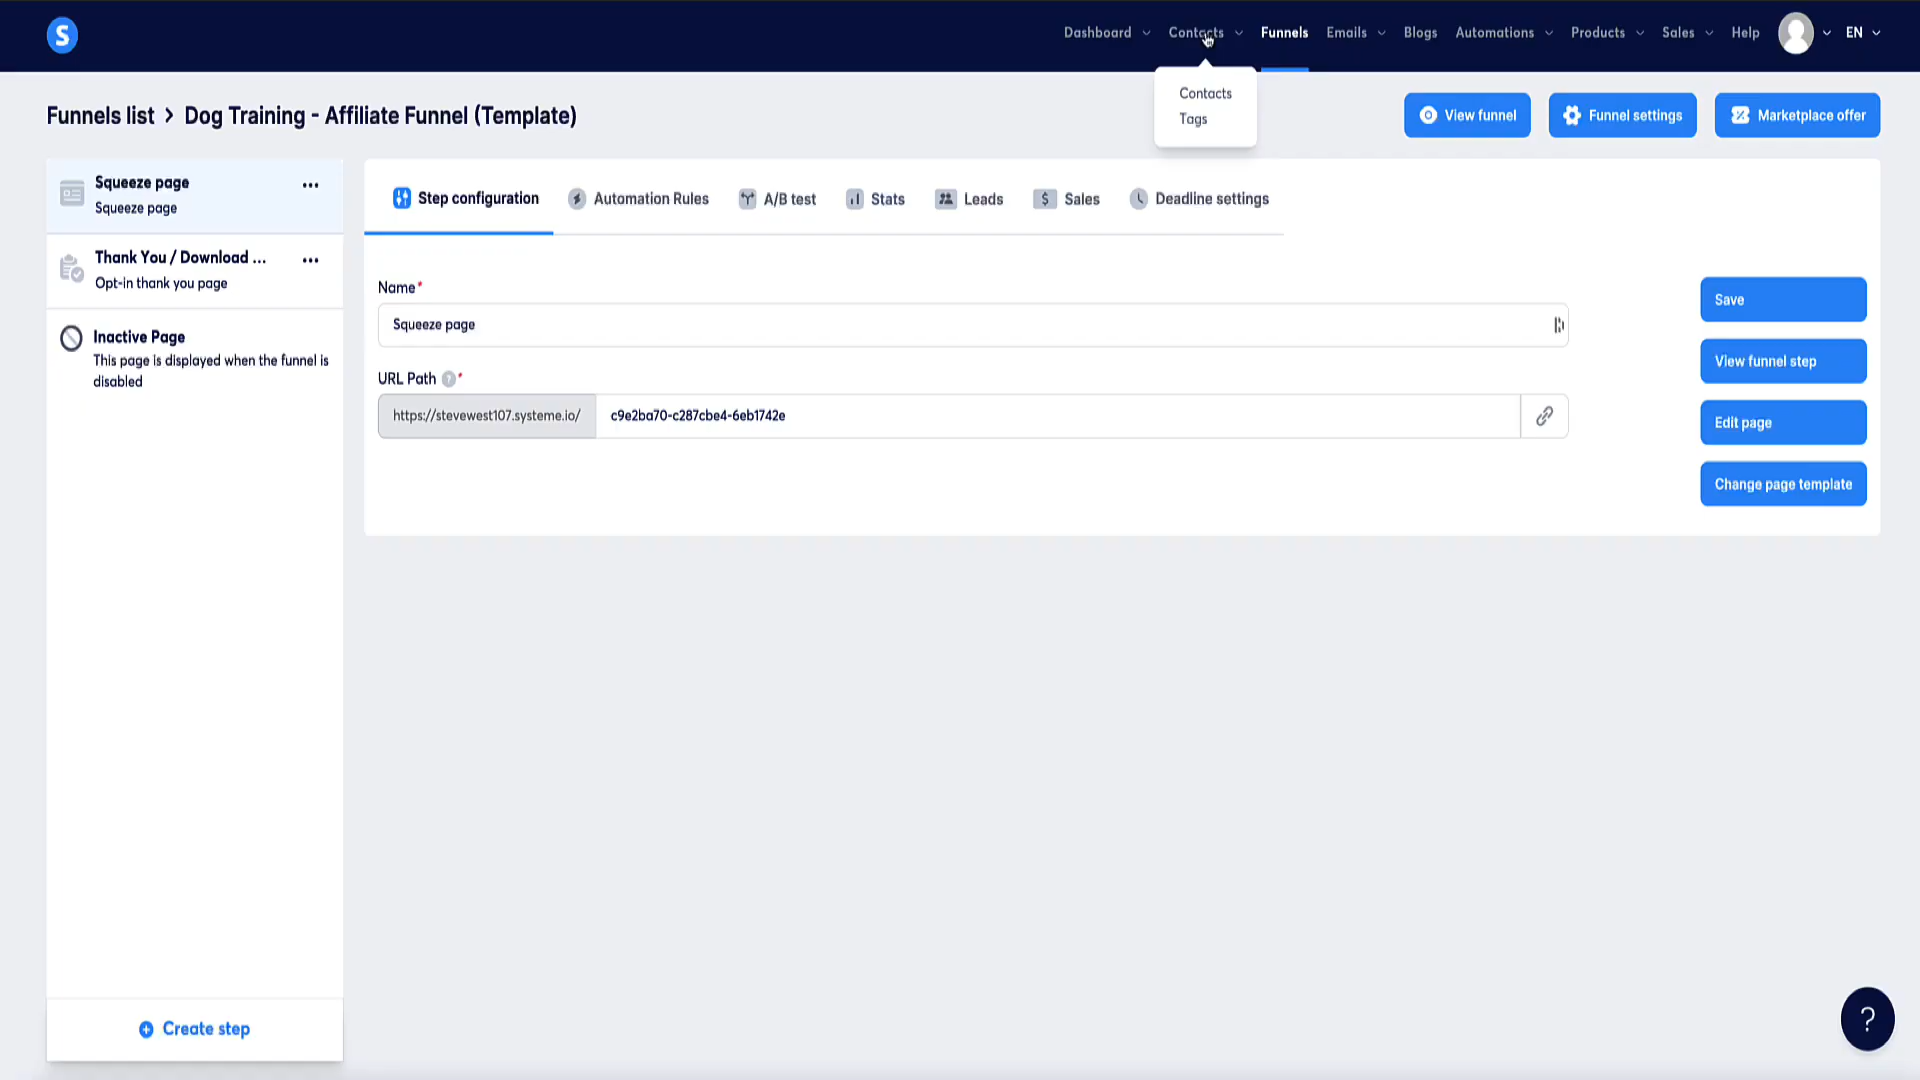 S
Dashboard Contacts Funnels Emails Blogs Automations Products Sales Help EN
Contacts
Tags
Funnels list > Dog Training - Affiliate Funnel (Template)
View funnel Funnel settings Marketplace offer
Squeeze page
Squeeze page
Thank You / Download ...
Opt-in thank you page
Inactive Page
This page is displayed when the funnel is
disabled
Create step
Step configuration Automation Rules A/B test Stats Leads $ Sales Deadline settings
Name*
Squeeze page
URL Path ? *
https://stevewest107.systeme.io/ c9e2ba70-c287cbe4-6eb1742e
Save
View funnel step
Edit page
Change page template
?